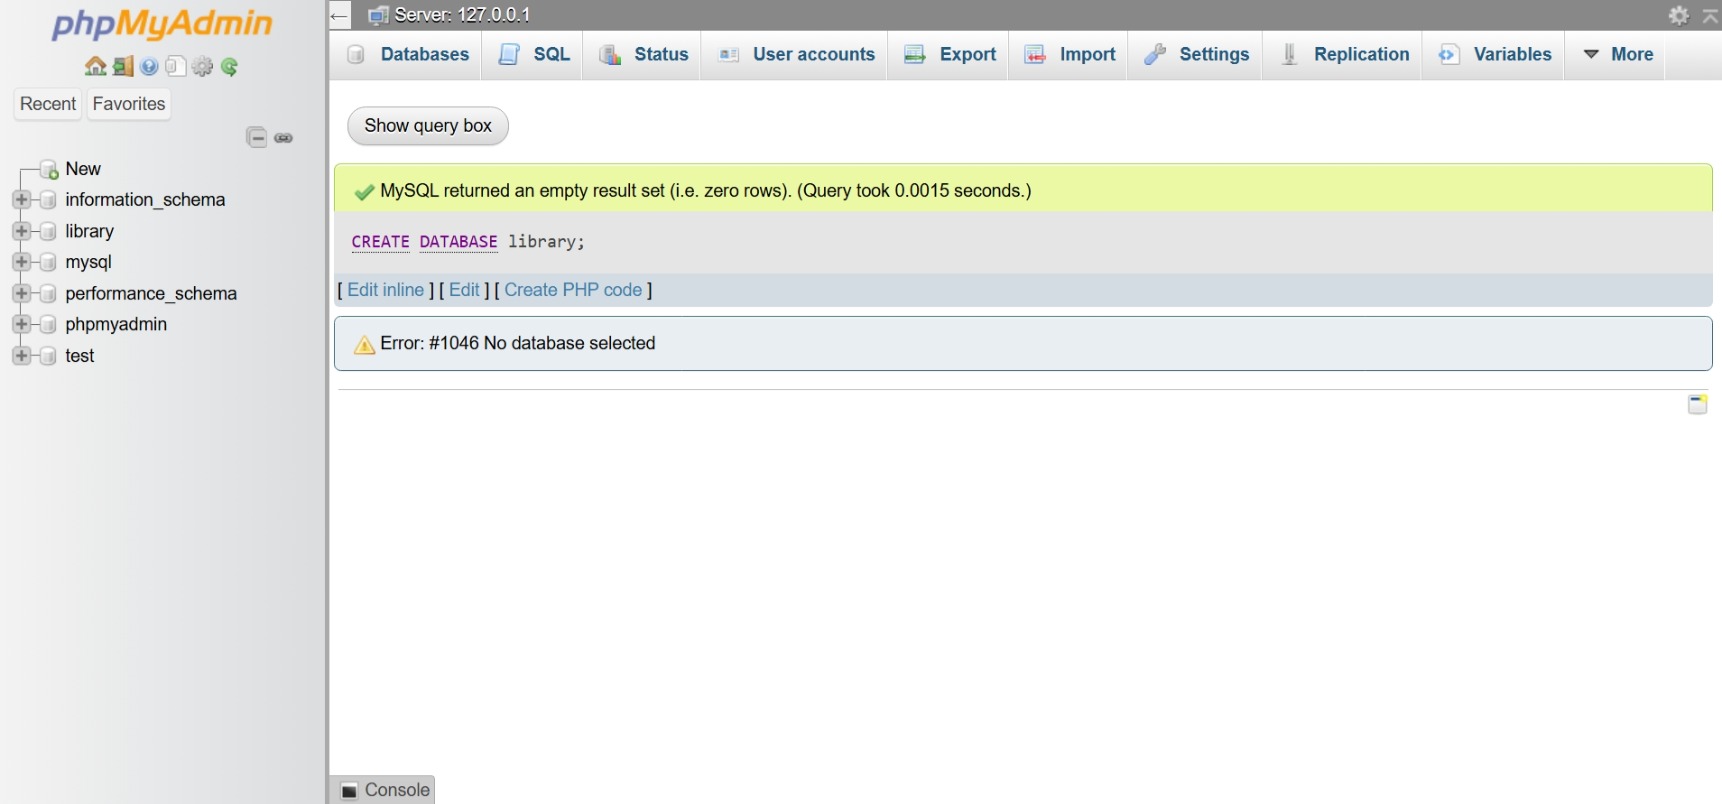 phpMyAdmin
Recent Favorites
New
information_schema
library
mysql
performance_schema
phpmyadmin
test
Server: 127.0.0.1
Databases SQL Status User accounts Export Import Settings Replication Variables More
Show query box
MySQL returned an empty result set (i.e. zero rows). (Query took 0.0015 seconds.)
CREATE DATABASE library;
[ Edit inline ] [ Edit ] [ Create PHP code ]
Error: #1046 No database selected
Console